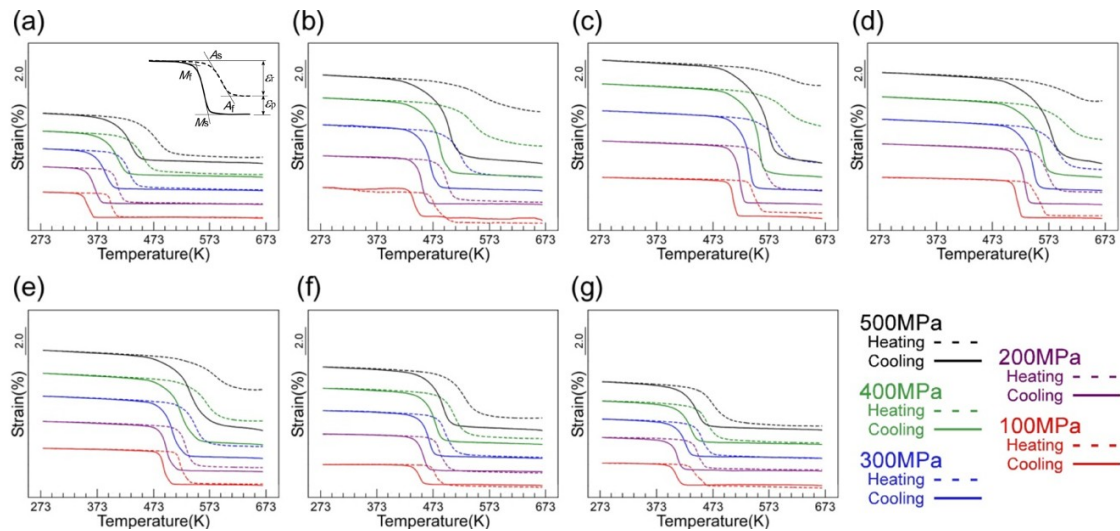 (a)
(b)
(c)
(d)
2.0
2.0
2.0
2.0
Strain(%)
Strain(%)
Strain(%)
Strain(%)
As
Mf
εr
Af
εp
Ms
273 373 473 573 673
273 373 473 573 673
273 373 473 573 673
273 373 473 573 673
Temperature(K)
Temperature(K)
Temperature(K)
Temperature(K)
(e)
(f)
(g)
2.0
2.0
2.0
Strain(%)
Strain(%)
Strain(%)
273 373 473 573 673
273 373 473 573 673
273 373 473 573 673
Temperature(K)
Temperature(K)
Temperature(K)
500MPa
Heating
Cooling
400MPa
Heating
Cooling
300MPa
Heating
Cooling
200MPa
Heating
Cooling
100MPa
Heating
Cooling